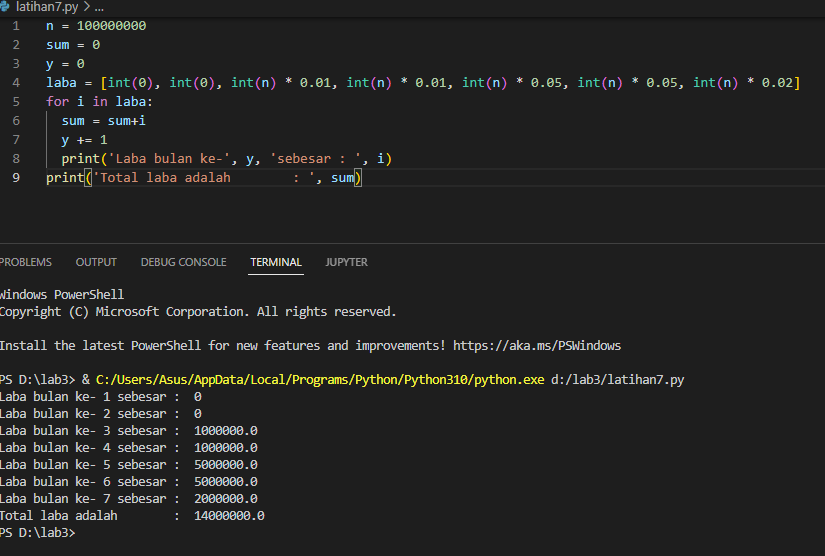 latihan7.py > ...
1 n = 100000000
2 sum = 0
3 y = 0
4 laba = [int(0), int(0), int(n) * 0.01, int(n) * 0.01, int(n) * 0.05, int(n) * 0.05, int(n) * 0.02]
5 for i in laba:
6   sum = sum+i
7   y += 1
8   print('Laba bulan ke-', y, 'sebesar : ', i)
9 print('Total laba adalah        : ', sum)
PROBLEMS OUTPUT DEBUG CONSOLE TERMINAL JUPYTER
Windows PowerShell
Copyright (C) Microsoft Corporation. All rights reserved.
Install the latest PowerShell for new features and improvements! https://aka.ms/PSWindows
PS D:\lab3> & C:/Users/Asus/AppData/Local/Programs/Python/Python310/python.exe d:/lab3/latihan7.py
Laba bulan ke- 1 sebesar :  0
Laba bulan ke- 2 sebesar :  0
Laba bulan ke- 3 sebesar :  1000000.0
Laba bulan ke- 4 sebesar :  1000000.0
Laba bulan ke- 5 sebesar :  5000000.0
Laba bulan ke- 6 sebesar :  5000000.0
Laba bulan ke- 7 sebesar :  2000000.0
Total laba adalah        :  14000000.0
PS D:\lab3>